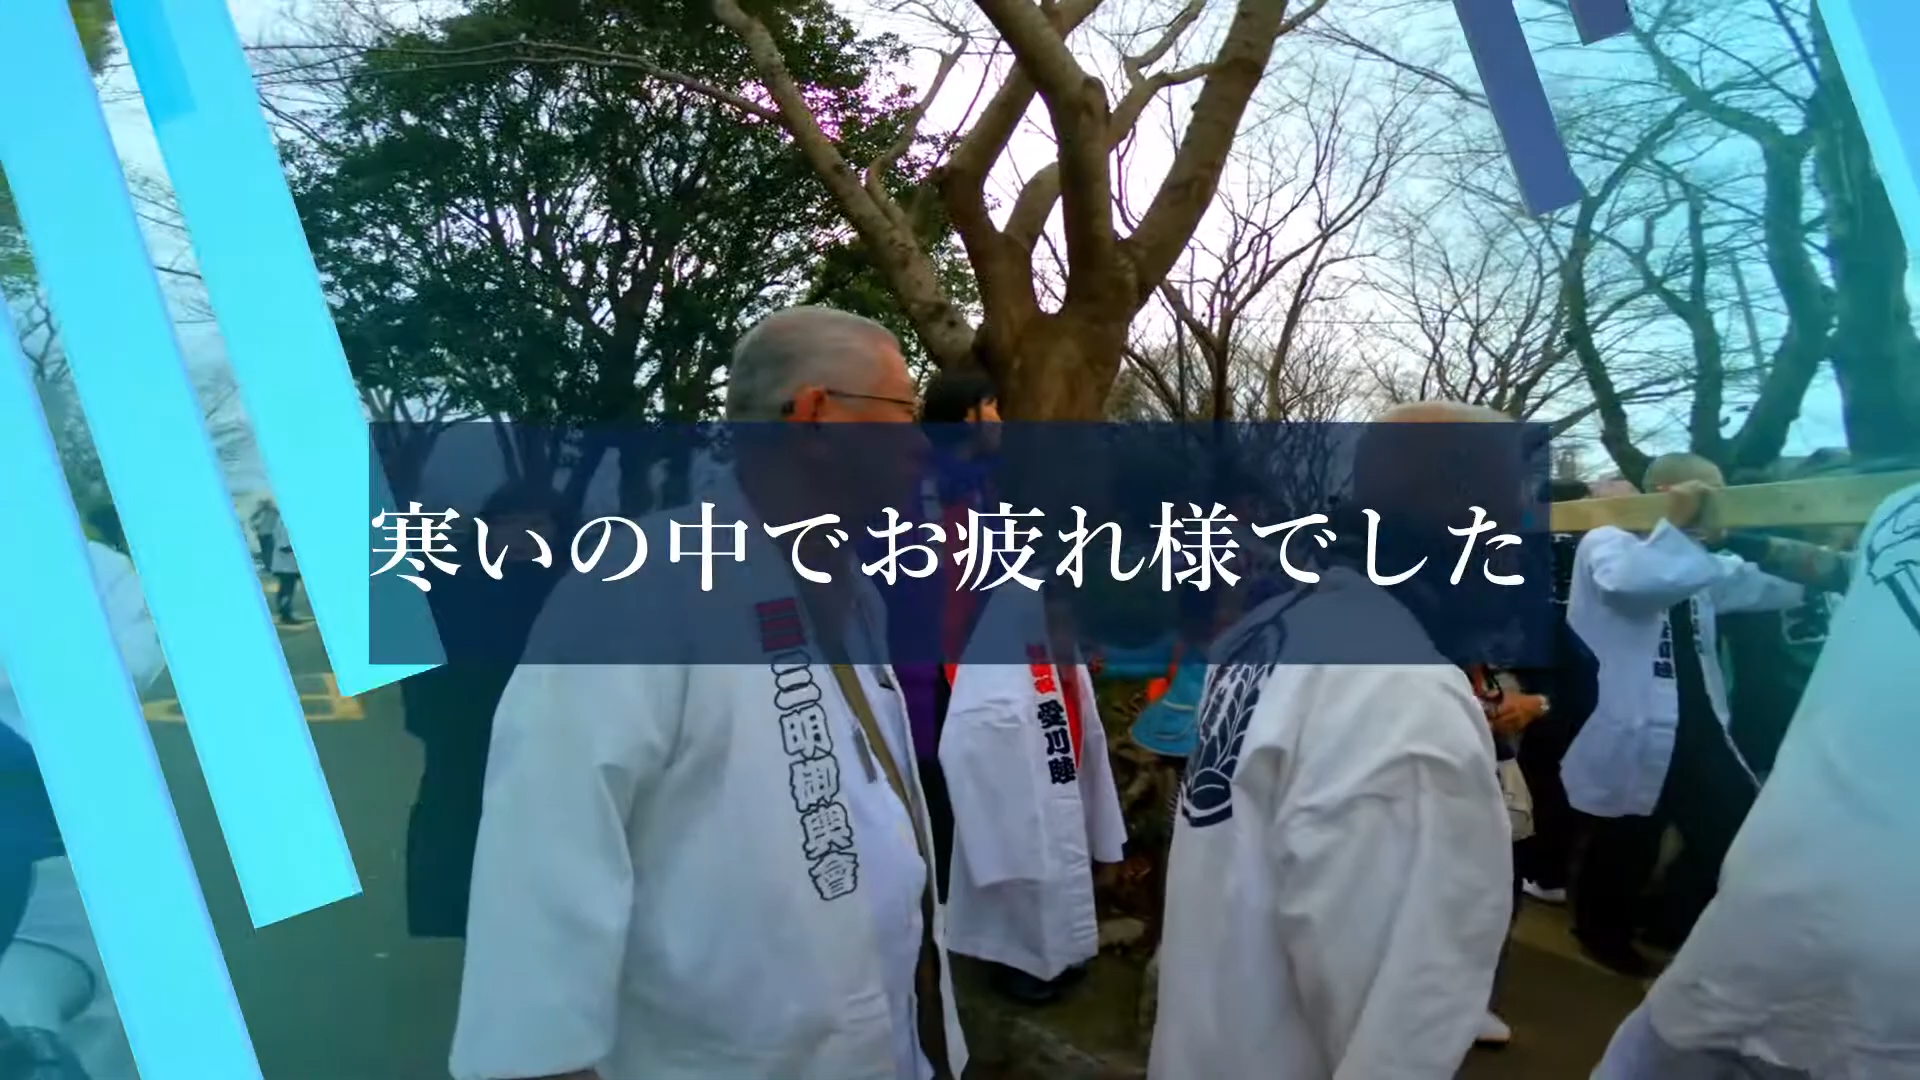 寒いの中でお疲れ様でした
三明御輿會
愛川睦